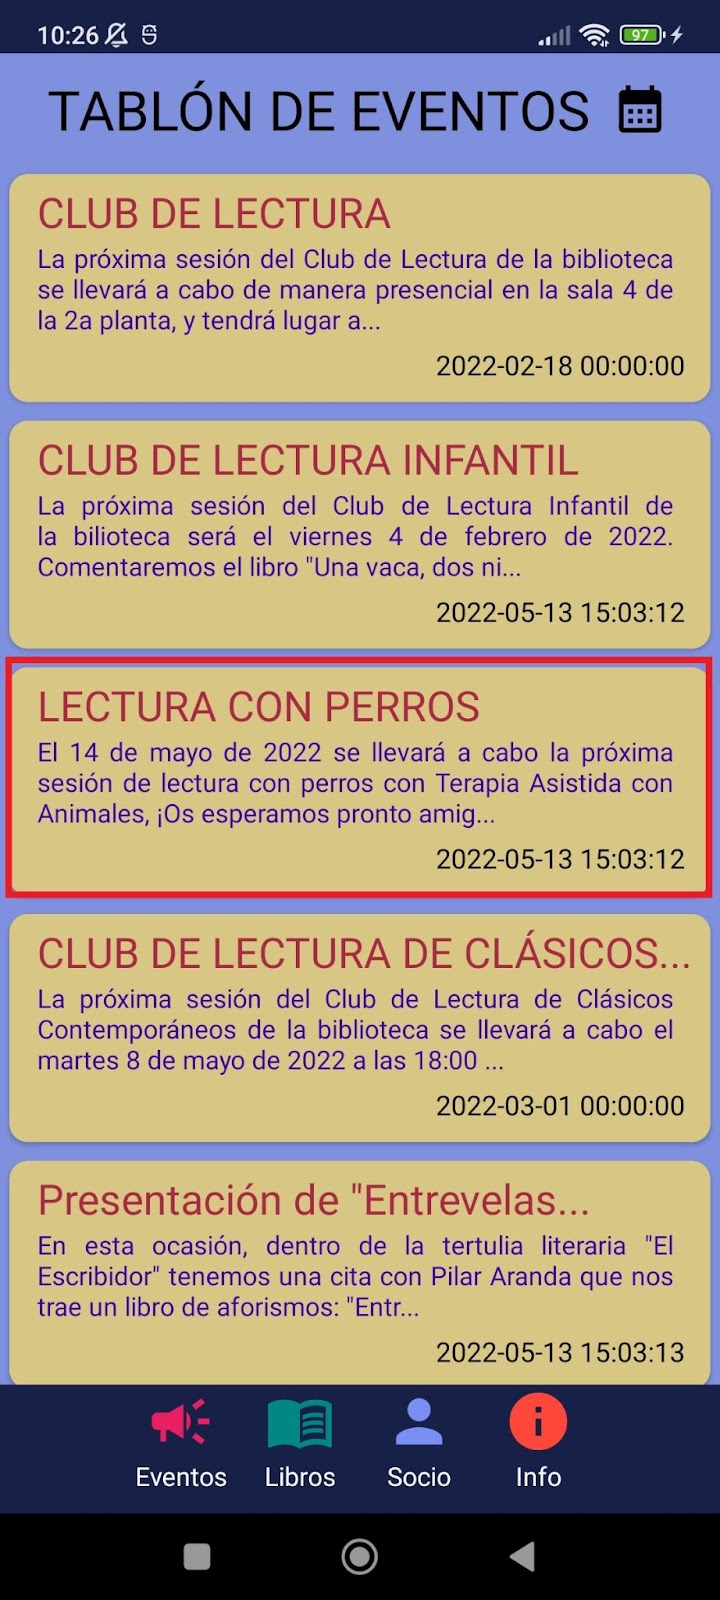 10:26
97
TABLÓN DE EVENTOS
CLUB DE LECTURA
La próxima sesión del Club de Lectura de la biblioteca
se llevará a cabo de manera presencial en la sala 4 de
la 2a planta, y tendrá lugar a...
2022-02-18 00:00:00
CLUB DE LECTURA INFANTIL
La próxima sesión del Club de Lectura Infantil de
la bilioteca será el viernes 4 de febrero de 2022.
Comentaremos el libro "Una vaca, dos ni...
2022-05-13 15:03:12
LECTURA CON PERROS
El 14 de mayo de 2022 se llevará a cabo la próxima
sesión de lectura con perros con Terapia Asistida con
Animales, ¡Os esperamos pronto amig...
2022-05-13 15:03:12
CLUB DE LECTURA DE CLÁSICOS...
La próxima sesión del Club de Lectura de Clásicos
Contemporáneos de la biblioteca se llevará a cabo el
martes 8 de mayo de 2022 a las 18:00 ...
2022-03-01 00:00:00
Presentación de "Entrevelas...
En esta ocasión, dentro de la tertulia literaria "El
Escribidor" tenemos una cita con Pilar Aranda que nos
trae un libro de aforismos: "Entr...
2022-05-13 15:03:13
Eventos Libros Socio Info